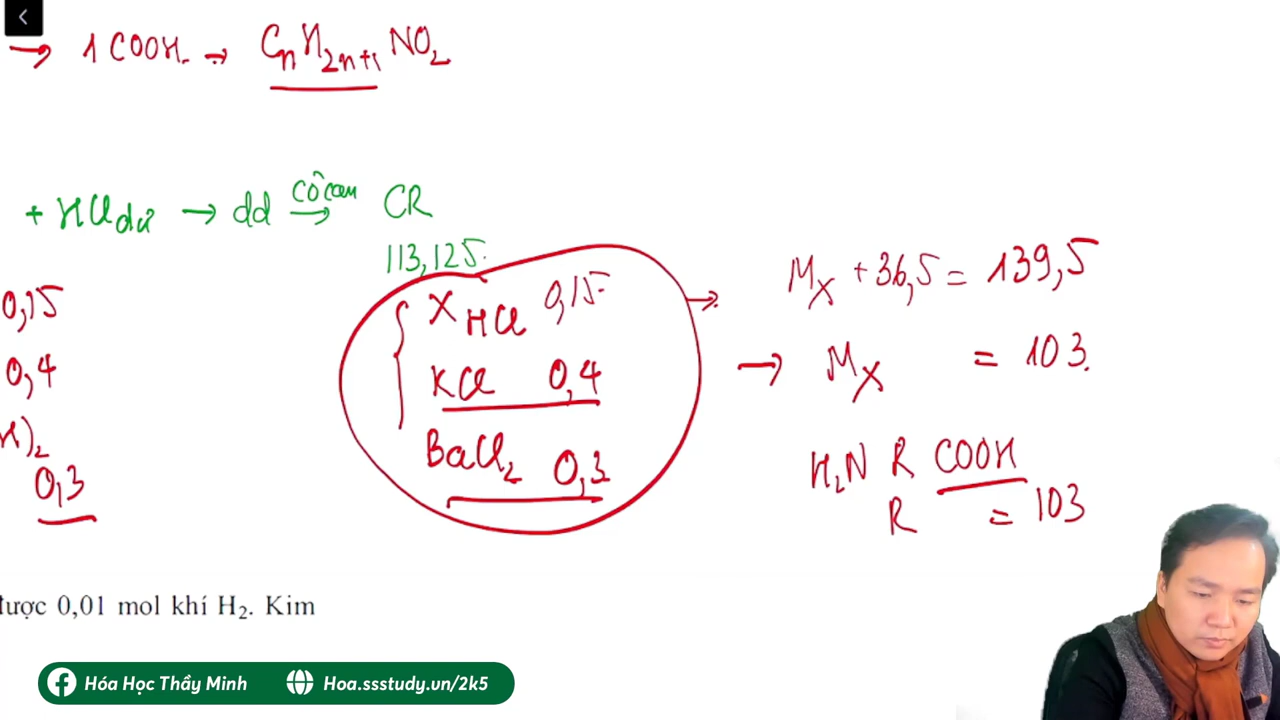 → 1 COOH → CnH2n+1NO2
+ HCl dư → dd cô cạn → CR
113,125
0,15
0,4
)2
0,3
X HCl 0,15
KCl 0,4
BaCl2 0,3
→ MX + 36,5 = 139,5
→ MX = 103.
H2N R COOH
R = 103
được 0,01 mol khí H2. Kim
Hóa Học Thầy Minh
Hoa.ssstudy.vn/2k5